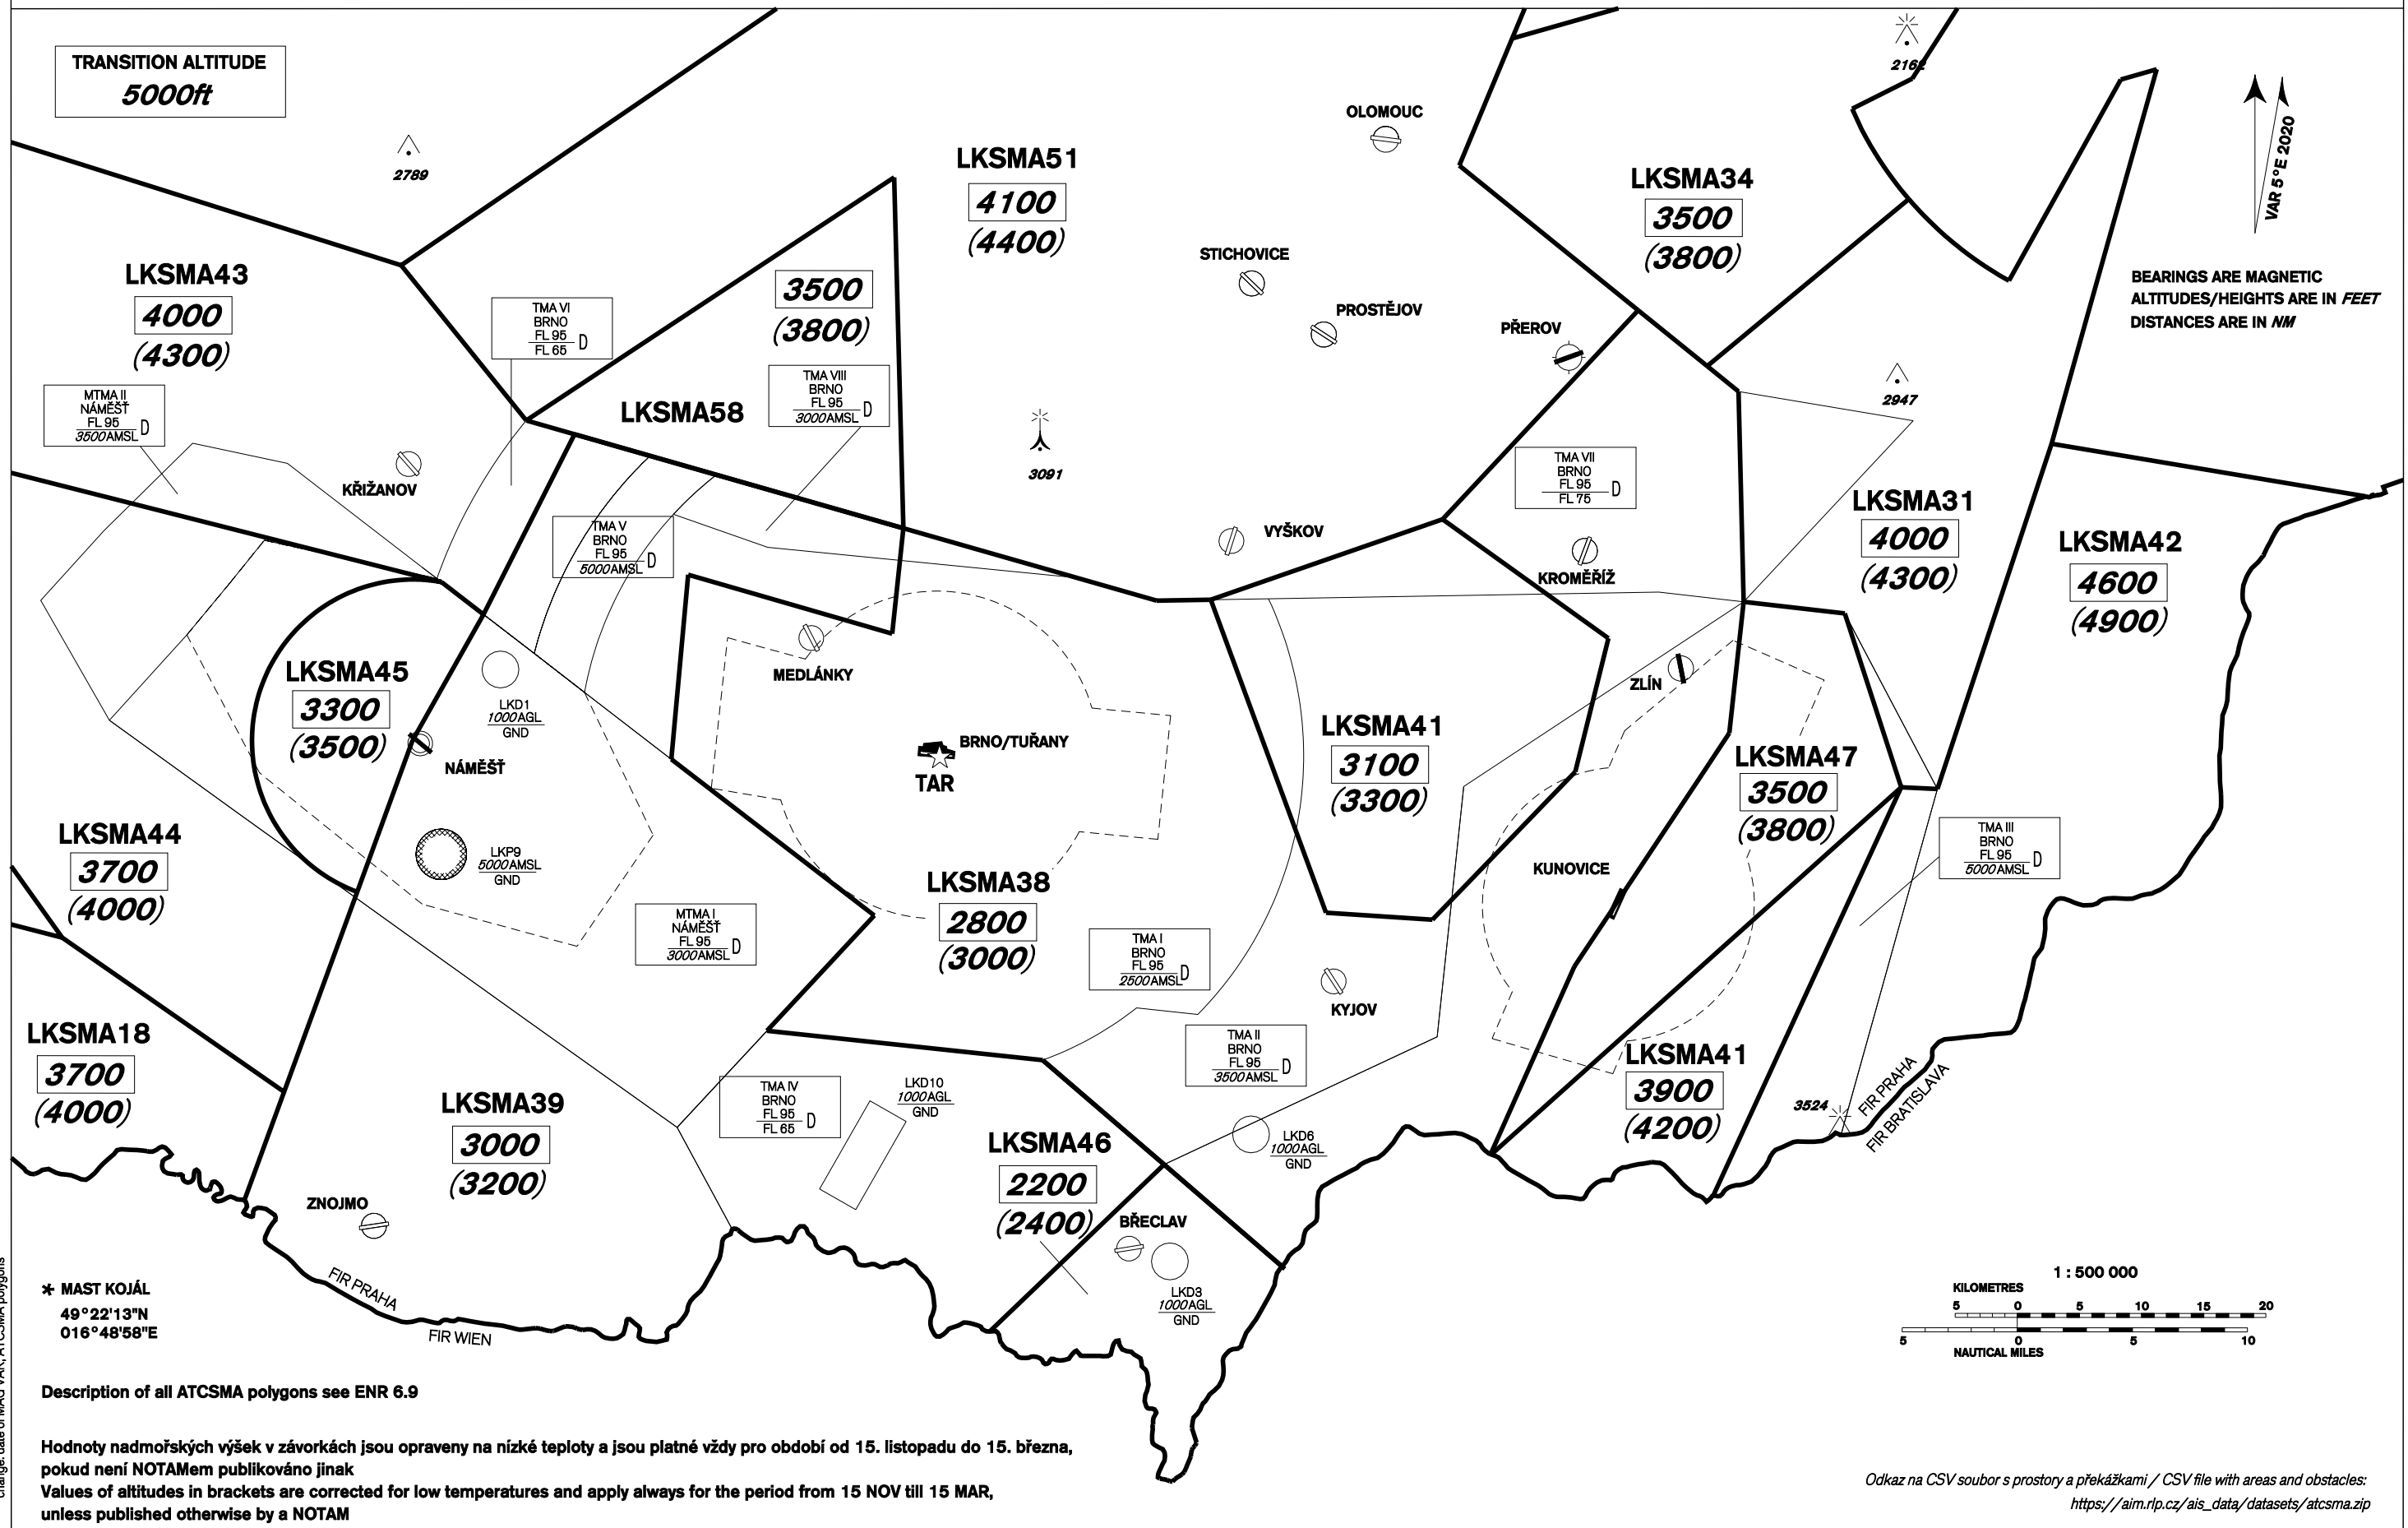 TRANSITION ALTITUDE
5000ft
2789
LKSMA43
4000
(4300)
MTMA II
NÁMĚŠŤ
FL 95
3500AMSL D
KŘIŽANOV
TMA VI
BRNO
FL 95
FL 65 D
3500
(3800)
LKSMA58
TMA VIII
BRNO
FL 95
3000AMSL D
TMA V
BRNO
FL 95
5000AMSL D
LKSMA51
4100
(4400)
OLOMOUC
STICHOVICE
PROSTĚJOV
PŘEROV
3091
VYŠKOV
2162
LKSMA34
3500
(3800)
VAR 5°E 2020
BEARINGS ARE MAGNETIC
ALTITUDES/HEIGHTS ARE IN FEET
DISTANCES ARE IN NM
2947
TMA VII
BRNO
FL 95
FL 75 D
KROMĚŘÍŽ
LKSMA31
4000
(4300)
LKSMA42
4600
(4900)
LKSMA45
3300
(3500)
LKD1
1000AGL
GND
NÁMĚŠŤ
MEDLÁNKY
BRNO/TUŘANY
TAR
LKSMA41
3100
(3300)
ZLÍN
LKSMA47
3500
(3800)
LKSMA44
3700
(4000)
LKP9
5000AMSL
GND
MTMA I
NÁMĚŠŤ
FL 95
3000AMSL D
LKSMA38
2800
(3000)
TMA I
BRNO
FL 95
2500AMSL D
KUNOVICE
TMA III
BRNO
FL 95
5000AMSL D
KYJOV
LKSMA18
3700
(4000)
LKSMA39
3000
(3200)
ZNOJMO
TMA IV
BRNO
FL 95
FL 65 D
LKD10
1000AGL
GND
TMA II
BRNO
FL 95
3500AMSL D
LKD6
1000AGL
GND
LKSMA46
2200
(2400)
BŘECLAV
LKD3
1000AGL
GND
LKSMA41
3900
(4200)
3524
FIR PRAHA
FIR BRATISLAVA
FIR PRAHA
FIR WIEN
* MAST KOJÁL
49°22'13"N
016°48'58"E
1 : 500 000
KILOMETRES
5 0 5 10 15 20
5 0 5 10
NAUTICAL MILES
Description of all ATCSMA polygons see ENR 6.9
Hodnoty nadmořských výšek v závorkách jsou opraveny na nízké teploty a jsou platné vždy pro období od 15. listopadu do 15. března,
pokud není NOTAMem publikováno jinak
Values of altitudes in brackets are corrected for low temperatures and apply always for the period from 15 NOV till 15 MAR,
unless published otherwise by a NOTAM
Odkaz na CSV soubor s prostory a překážkami / CSV file with areas and obstacles:
https://aim.rlp.cz/ais_data/datasets/atcsma.zip